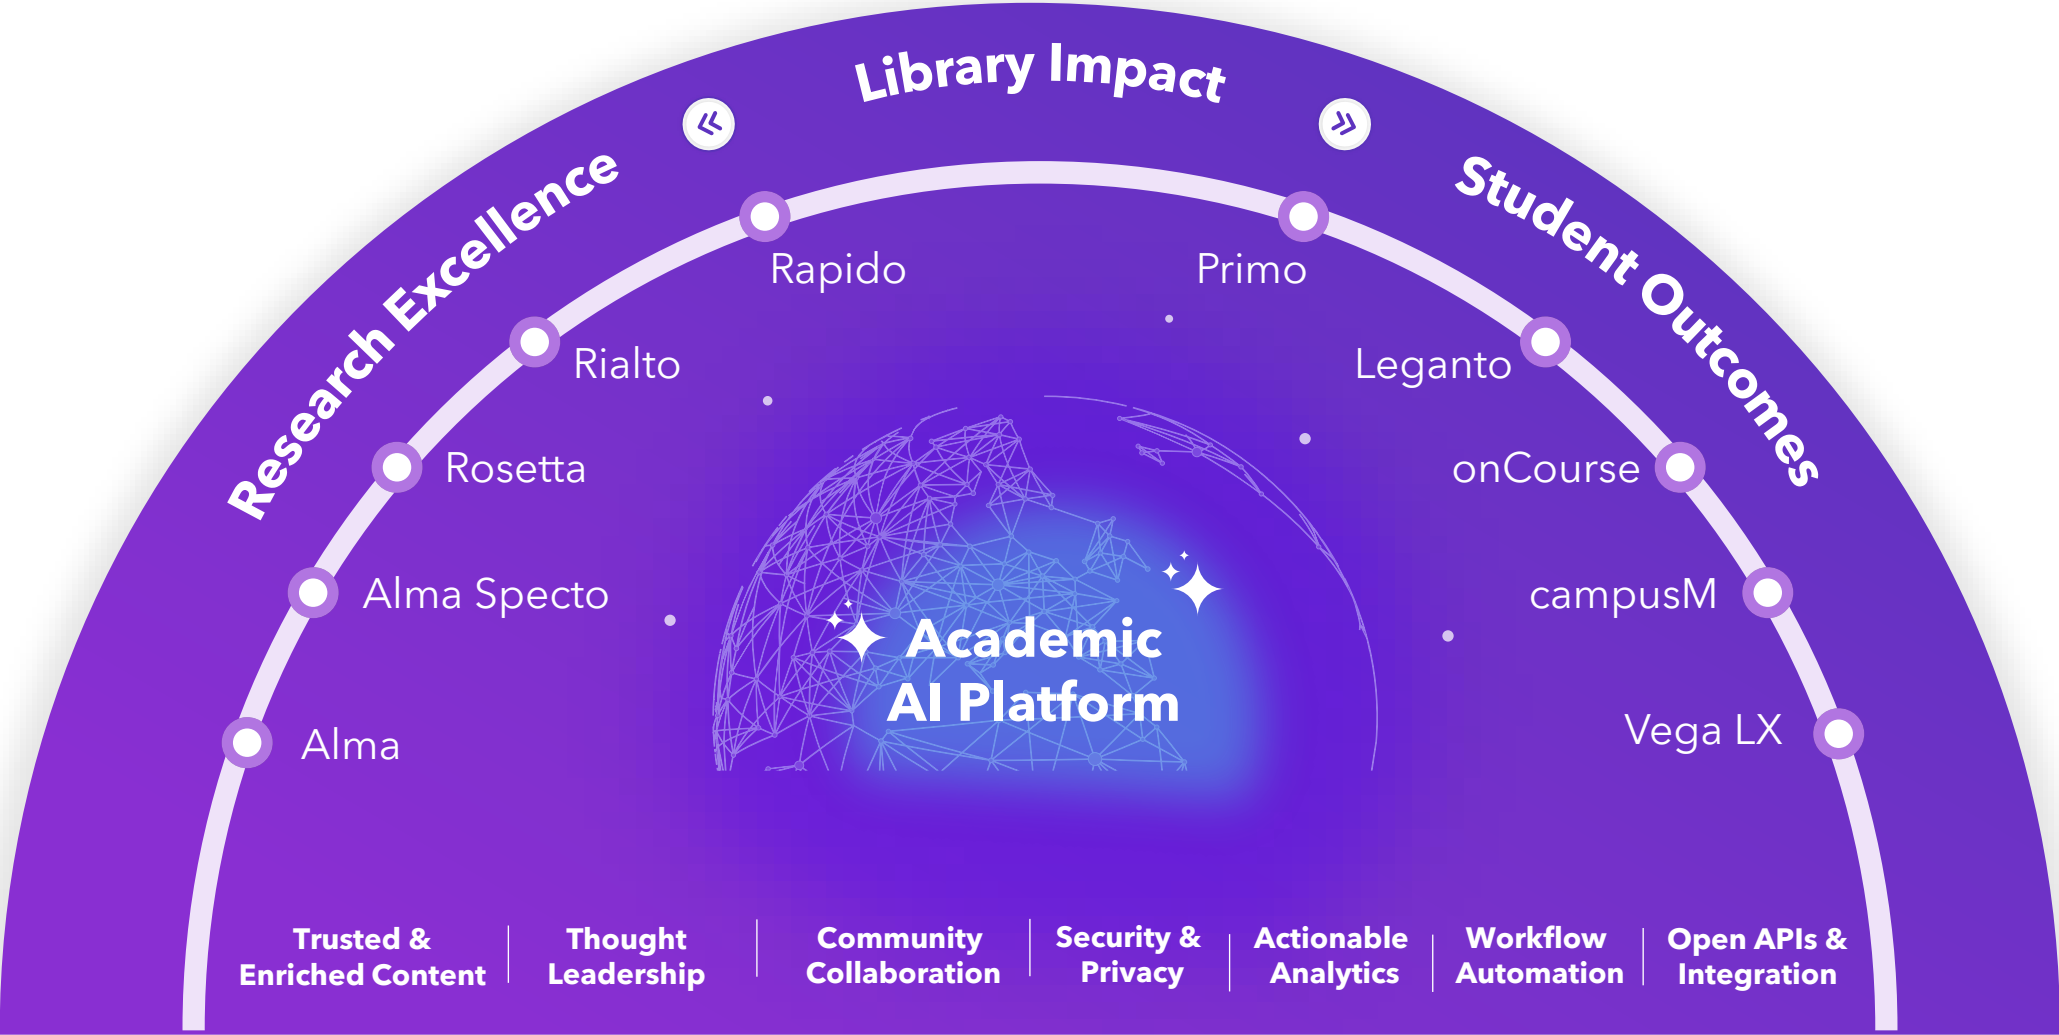 Library Impact
Research Excellence
Student Outcomes
Rapido
Primo
Rialto
Leganto
Rosetta
onCourse
Alma Specto
campusM
Alma
Vega LX
Academic
AI Platform
Trusted &
Enriched Content
Thought
Leadership
Community
Collaboration
Security &
Privacy
Actionable
Analytics
Workflow
Automation
Open APIs &
Integration